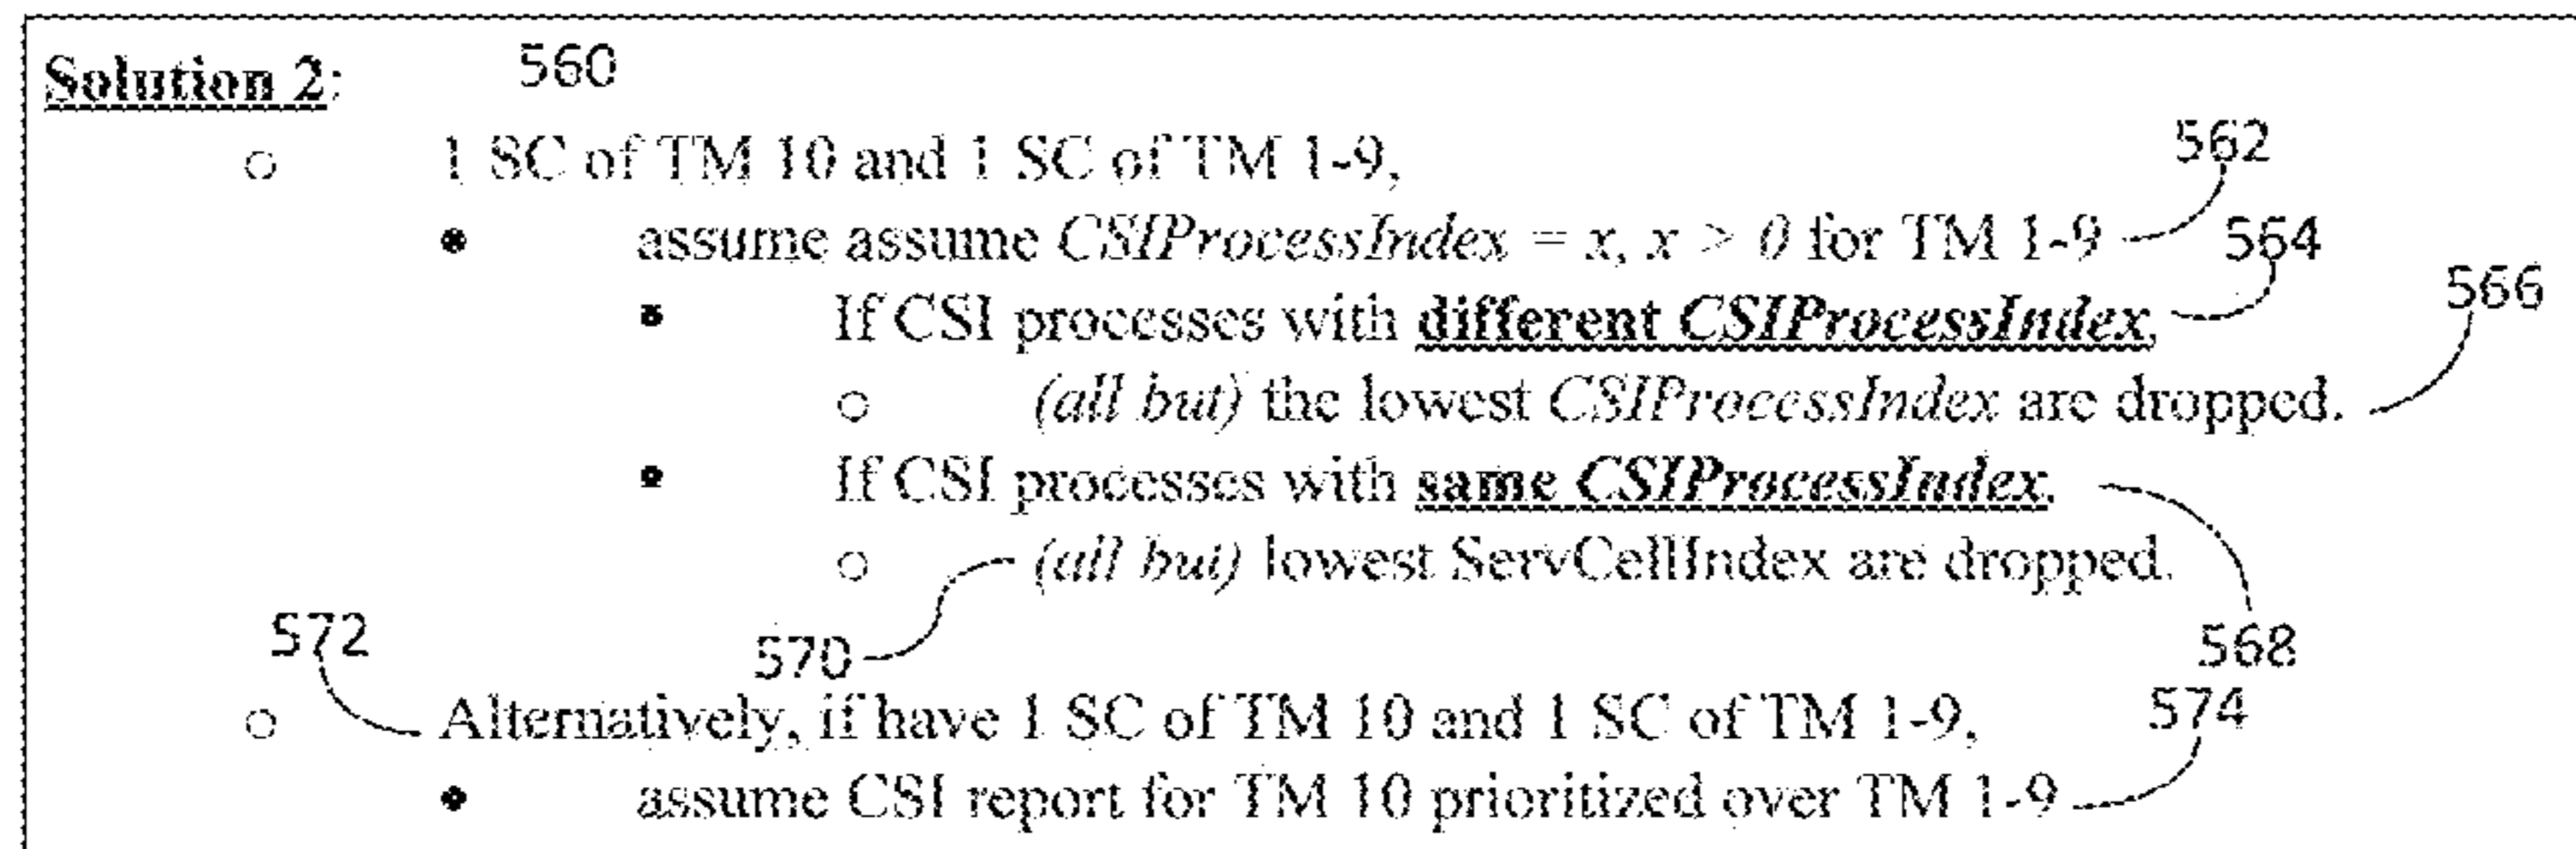 Solution 2: 560
○ 1 SC of TM 10 and 1 SC of TM 1-9, 562
• assume assume CSIProcessIndex = x, x > 0 for TM 1-9 564
• If CSI processes with different CSIProcessIndex, 566
○ (all but) the lowest CSIProcessIndex are dropped.
• If CSI processes with same CSIProcessIndex,
○ (all but) lowest ServCellIndex are dropped.
572 570 568
○ Alternatively, if have 1 SC of TM 10 and 1 SC of TM 1-9, 574
• assume CSI report for TM 10 prioritized over TM 1-9